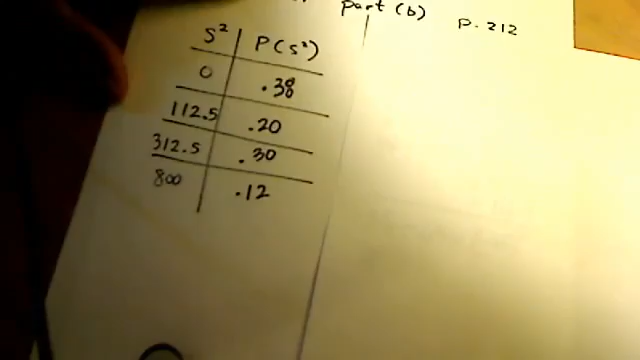 part (b) P. 212
S² P(S²)
0 .38
112.5 .20
312.5 .30
800 .12